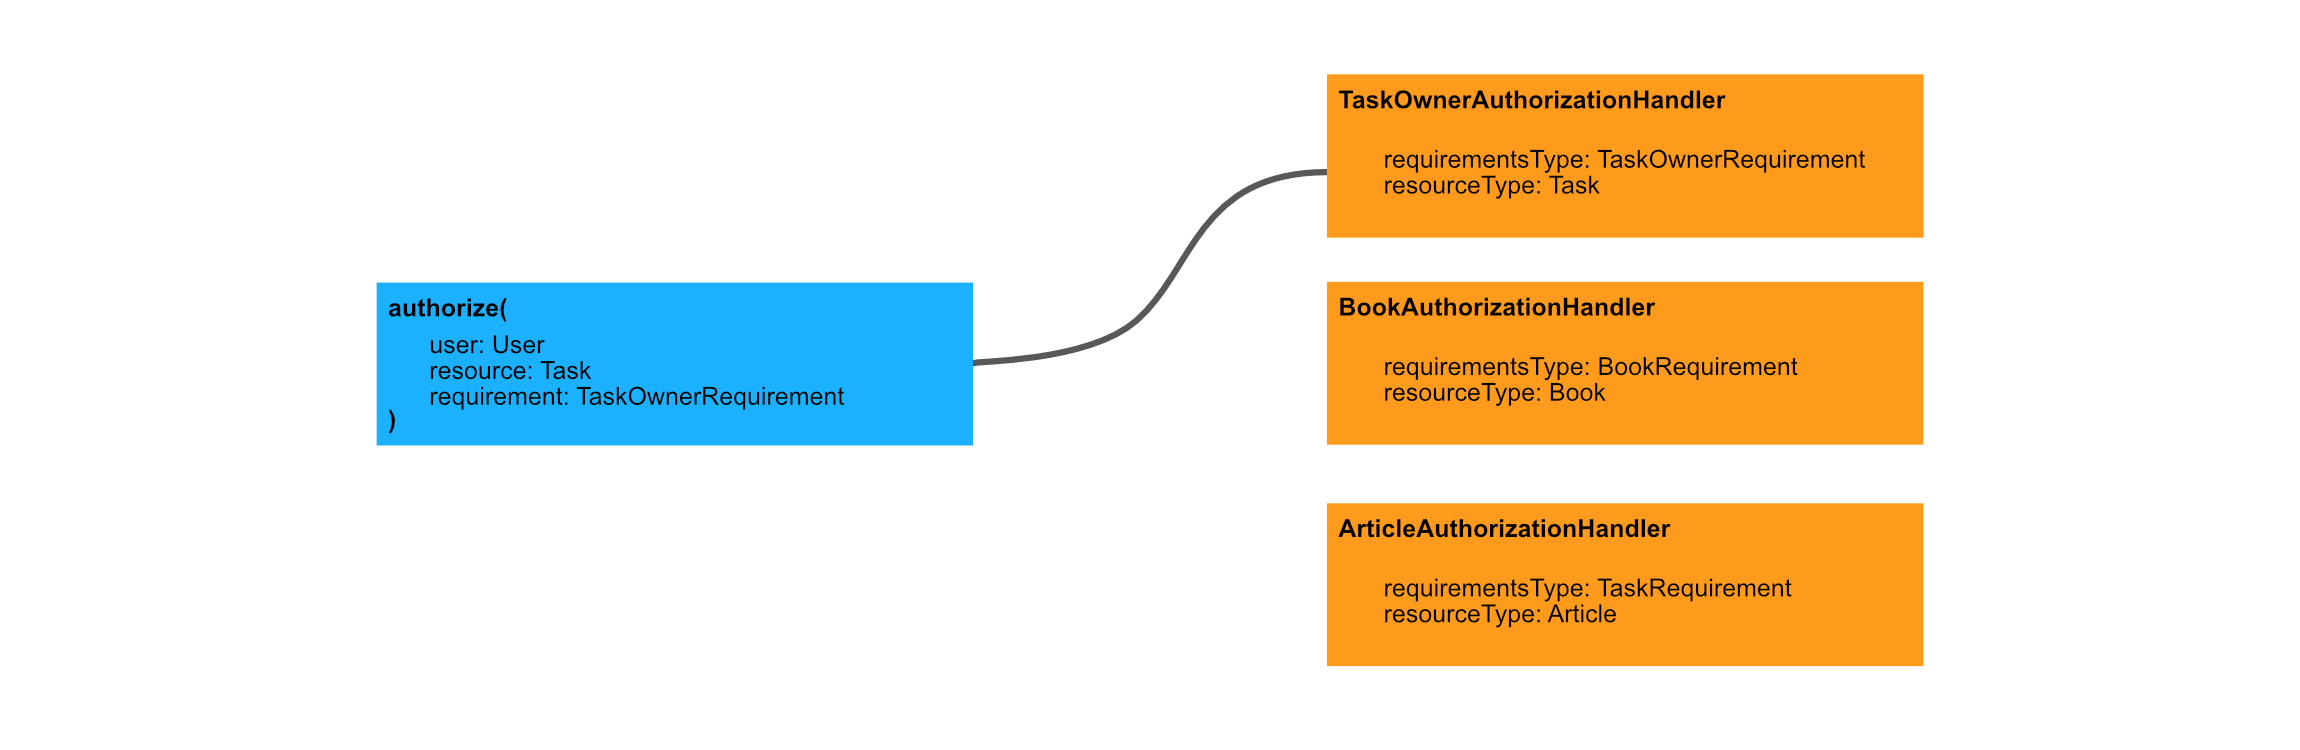 authorize(
user: User
resource: Task
requirement: TaskOwnerRequirement
)
TaskOwnerAuthorizationHandler
requirementsType: TaskOwnerRequirement
resourceType: Task
BookAuthorizationHandler
requirementsType: BookRequirement
resourceType: Book
ArticleAuthorizationHandler
requirementsType: TaskRequirement
resourceType: Article